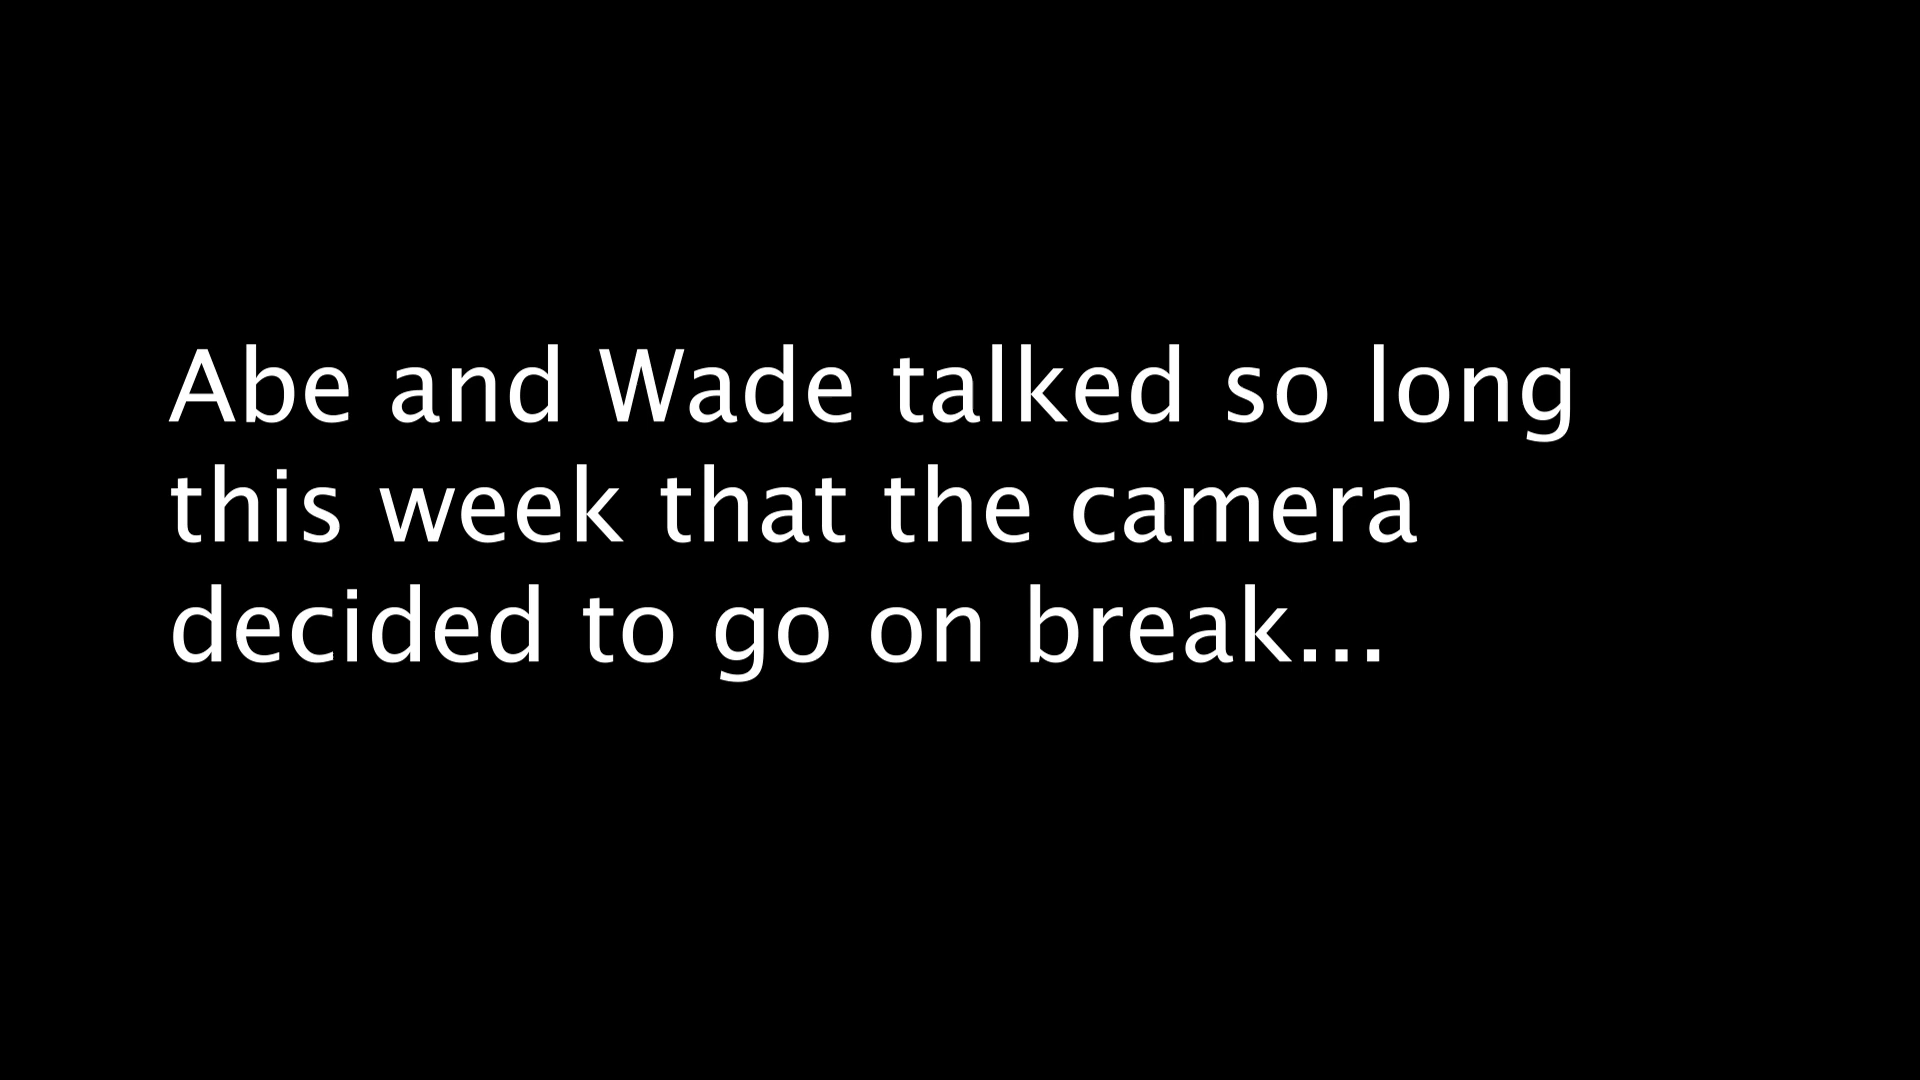 Abe and Wade talked so long
this week that the camera
decided to go on break...